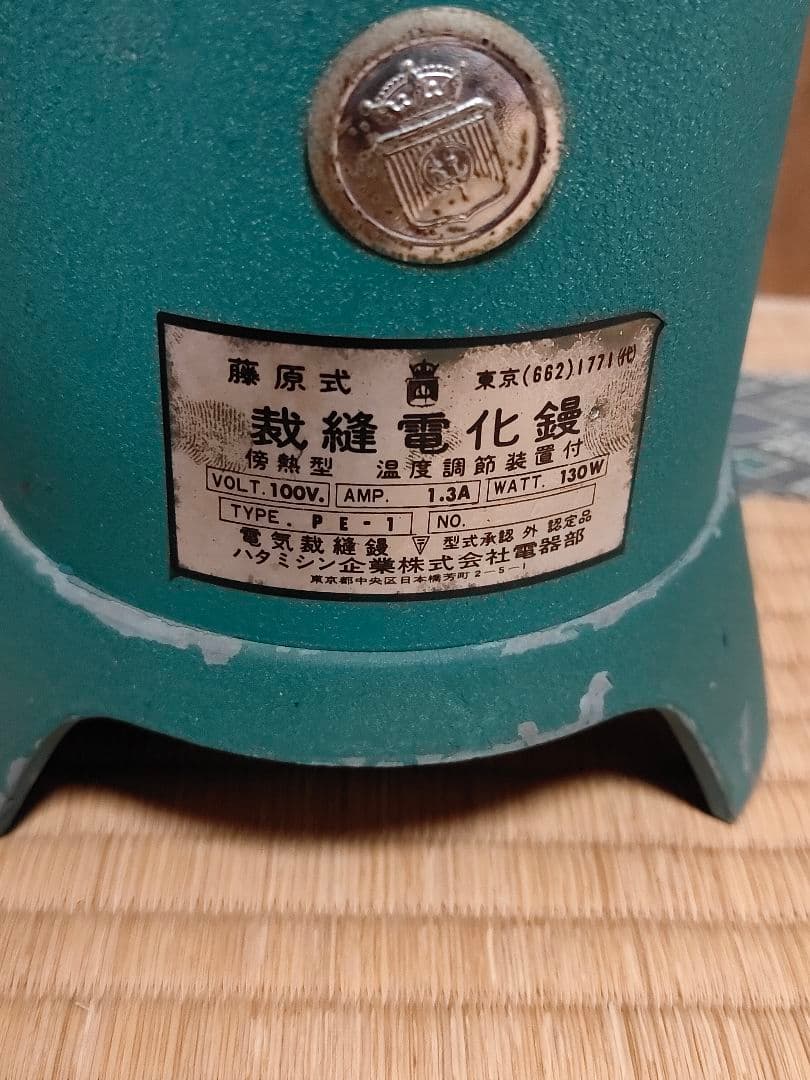 藤原式 東京(662)1771(代)
裁縫電化鏝
傍熱型 温度調節装置付
VOLT. 100V. AMP. 1.3A WATT. 130W
TYPE. PE-1 NO.
電気裁縫鏝 〒 型式承認外認定品
ハタミシン企業株式会社電器部
東京都中央区日本橋芳町2-5-1